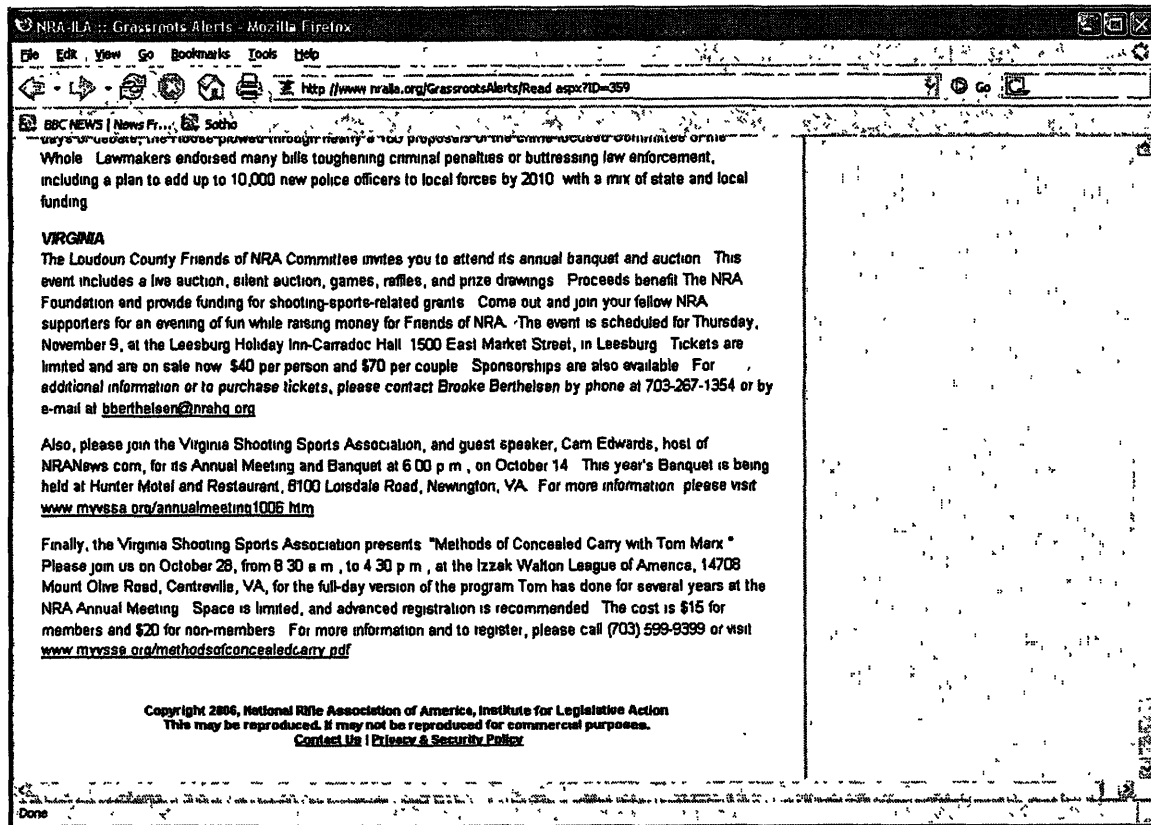 NRA-ILA :: Grassroots Alerts - Mozilla Firefox
File Edit View Go Bookmarks Tools Help
http //www nraila.org/GrassrootsAlerts/Read aspx?ID=359 Go
BBC NEWS | News Fr... Sotho
days of debate, the House plowed through nearly a 100 proposers of the crime-focused Committee of the
Whole Lawmakers endorsed many bills toughening criminal penalties or buttressing law enforcement,
including a plan to add up to 10,000 new police officers to local forces by 2010 with a mix of state and local
funding
VIRGINIA
The Loudoun County Friends of NRA Committee invites you to attend its annual banquet and auction This
event includes a live auction, silent auction, games, raffles, and prize drawings Proceeds benefit The NRA
Foundation and provide funding for shooting-sports-related grants Come out and join your fellow NRA
supporters for an evening of fun while raising money for Friends of NRA. The event is scheduled for Thursday,
November 9, at the Leesburg Holiday Inn-Carradoc Hall 1500 East Market Street, in Leesburg Tickets are
limited and are on sale now $40 per person and $70 per couple Sponsorships are also available For
additional information or to purchase tickets, please contact Brooke Berthelsen by phone at 703-267-1354 or by
e-mail at bberthelsen@nrahq org
Also, please join the Virginia Shooting Sports Association, and guest speaker, Cam Edwards, host of
NRANews com, for its Annual Meeting and Banquet at 6 00 p m , on October 14 This year's Banquet is being
held at Hunter Motel and Restaurant, 8100 Loisdale Road, Newington, VA. For more information please visit
www myvssa org/annualmeeting1006 htm
Finally, the Virginia Shooting Sports Association presents "Methods of Concealed Carry with Tom Marx "
Please join us on October 28, from 8 30 a m , to 4 30 p m , at the Izzak Walton League of America, 14708
Mount Olive Road, Centreville, VA, for the full-day version of the program Tom has done for several years at the
NRA Annual Meeting Space is limited, and advanced registration is recommended The cost is $15 for
members and $20 for non-members For more information and to register, please call (703) 599-9399 or visit
www myvssa org/methodsofconcealedcarry pdf
Copyright 2006, National Rifle Association of America, Institute for Legislative Action
This may be reproduced. It may not be reproduced for commercial purposes.
Contact Us | Privacy & Security Policy
Done